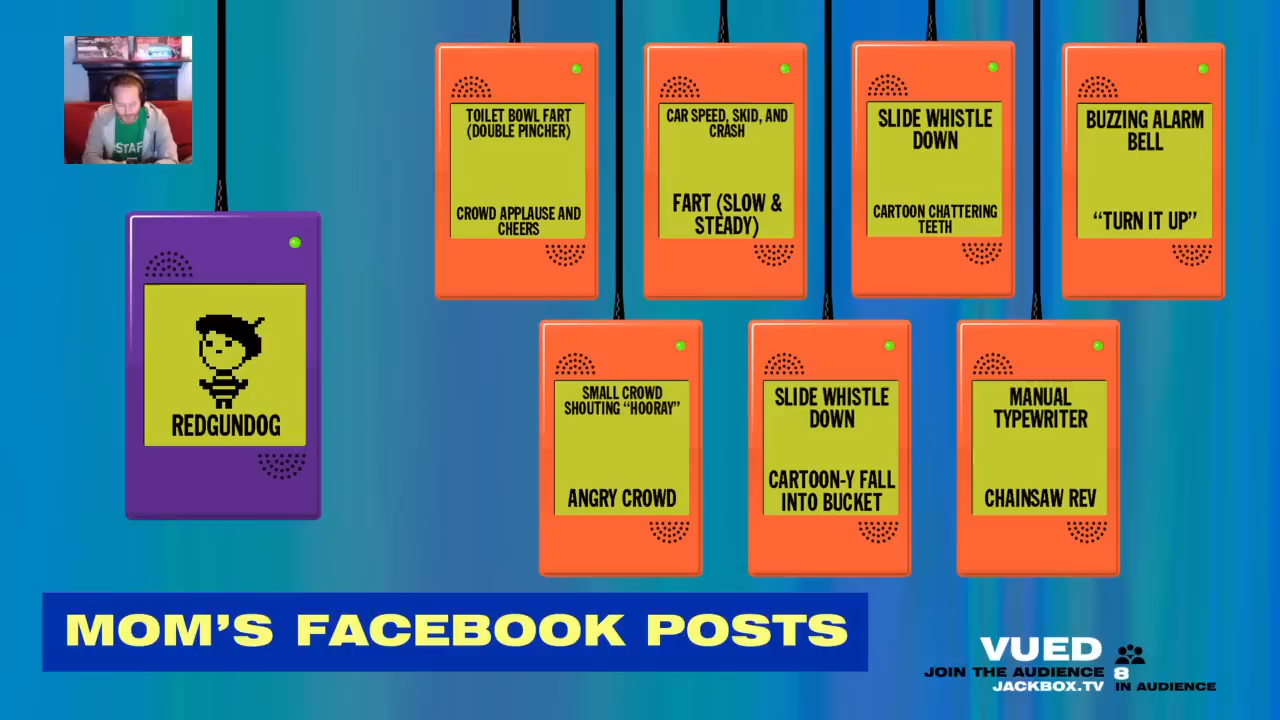 STAFF
TOILET BOWL FART
(DOUBLE PINCHER)
CROWD APPLAUSE AND
CHEERS
CAR SPEED, SKID, AND
CRASH
FART (SLOW &
STEADY)
SLIDE WHISTLE
DOWN
CARTOON CHATTERING
TEETH
BUZZING ALARM
BELL
“TURN IT UP”
REDGUNDOG
SMALL CROWD
SHOUTING “HOORAY”
ANGRY CROWD
SLIDE WHISTLE
DOWN
CARTOON-Y FALL
INTO BUCKET
MANUAL
TYPEWRITER
CHAINSAW REV
MOM’S FACEBOOK POSTS
VUED
JOIN THE AUDIENCE 8
JACKBOX.TV IN AUDIENCE